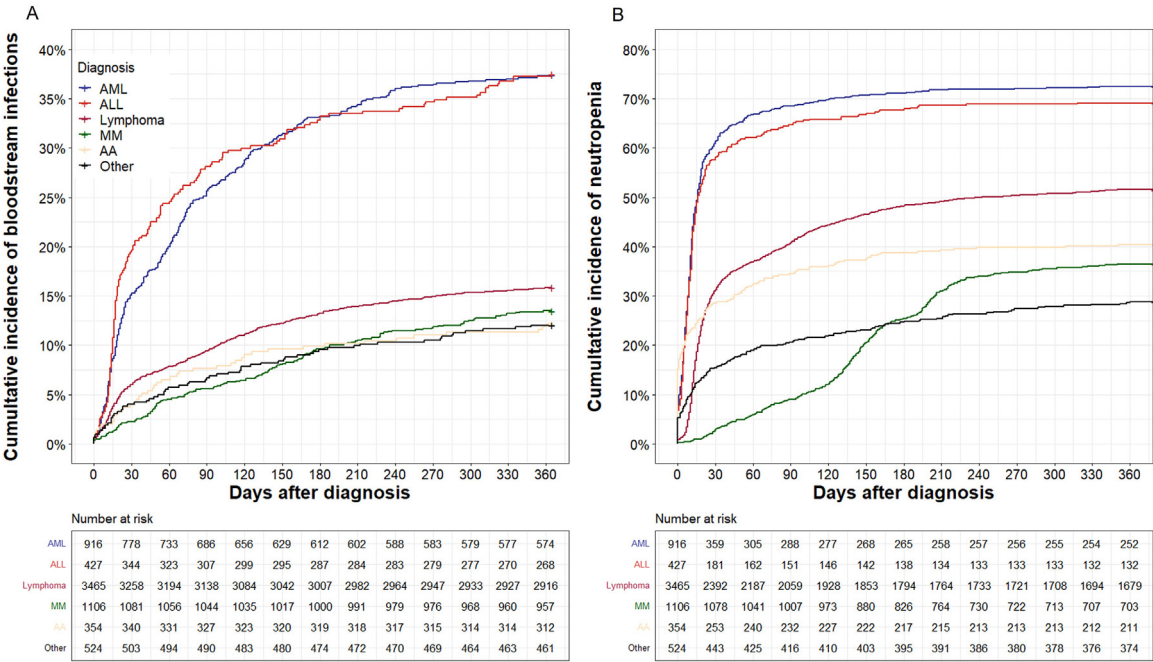 A
Cumultative incidence of bloodstream infections
40%
35%
30%
25%
20%
15%
10%
5%
0%
Diagnosis
AML
ALL
Lymphoma
MM
AA
Other
0 30 60 90 120 150 180 210 240 270 300 330 360
Days after diagnosis
Number at risk
AML 916 778 733 686 656 629 612 602 588 583 579 577 574
ALL 427 344 323 307 299 295 287 284 283 279 277 270 268
Lymphoma 3465 3258 3194 3138 3084 3042 3007 2982 2964 2947 2933 2927 2916
MM 1106 1081 1056 1044 1035 1017 1000 991 979 976 968 960 957
AA 354 340 331 327 323 320 319 318 317 315 314 314 312
Other 524 503 494 490 483 480 474 472 470 469 464 463 461
B
Cumultative incidence of neutropenia
80%
70%
60%
50%
40%
30%
20%
10%
0%
0 30 60 90 120 150 180 210 240 270 300 330 360
Days after diagnosis
Number at risk
AML 916 359 305 288 277 268 265 258 257 256 255 254 252
ALL 427 181 162 151 146 142 138 134 133 133 133 132 132
Lymphoma 3465 2392 2187 2059 1928 1853 1794 1764 1733 1721 1708 1694 1679
MM 1106 1078 1041 1007 973 880 826 764 730 722 713 707 703
AA 354 253 240 232 227 222 217 215 213 213 213 212 211
Other 524 443 425 416 410 403 395 391 386 380 378 376 374